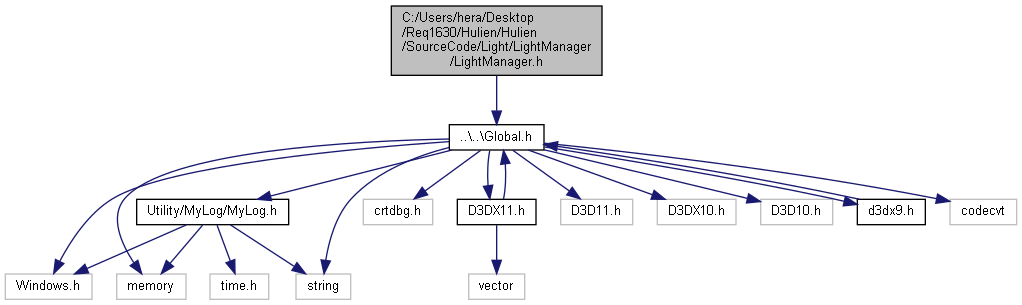 C:/Users/hera/Desktop
/Req1630/Hulien/Hulien
/SourceCode/Light/LightManager
/LightManager.h
..\..\Global.h
Utility/MyLog/MyLog.h
crtdbg.h
D3DX11.h
D3D11.h
D3DX10.h
D3D10.h
d3dx9.h
codecvt
Windows.h
memory
time.h
string
vector